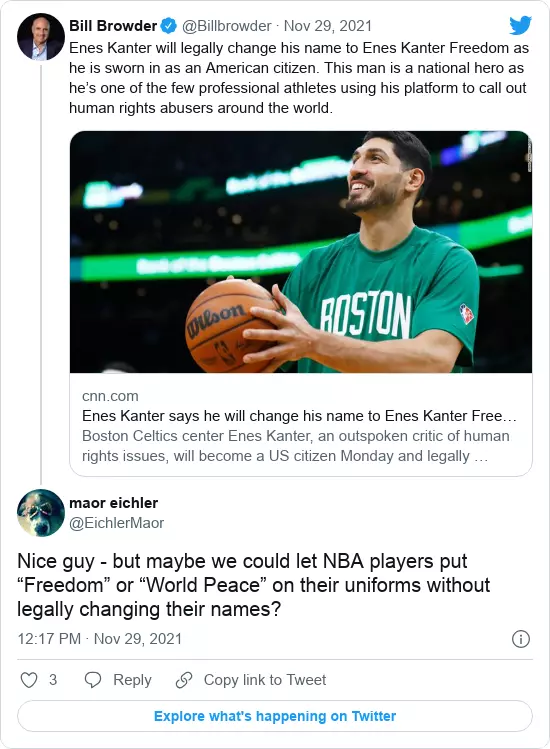 Bill Browder @Billbrowder · Nov 29, 2021
Enes Kanter will legally change his name to Enes Kanter Freedom as
he is sworn in as an American citizen. This man is a national hero as
he’s one of the few professional athletes using his platform to call out
human rights abusers around the world.
Wilson
BOSTON
cnn.com
Enes Kanter says he will change his name to Enes Kanter Free…
Boston Celtics center Enes Kanter, an outspoken critic of human
rights issues, will become a US citizen Monday and legally …
maor eichler
@EichlerMaor
Nice guy - but maybe we could let NBA players put
“Freedom” or “World Peace” on their uniforms without
legally changing their names?
12:17 PM · Nov 29, 2021
3 Reply Copy link to Tweet
Explore what's happening on Twitter